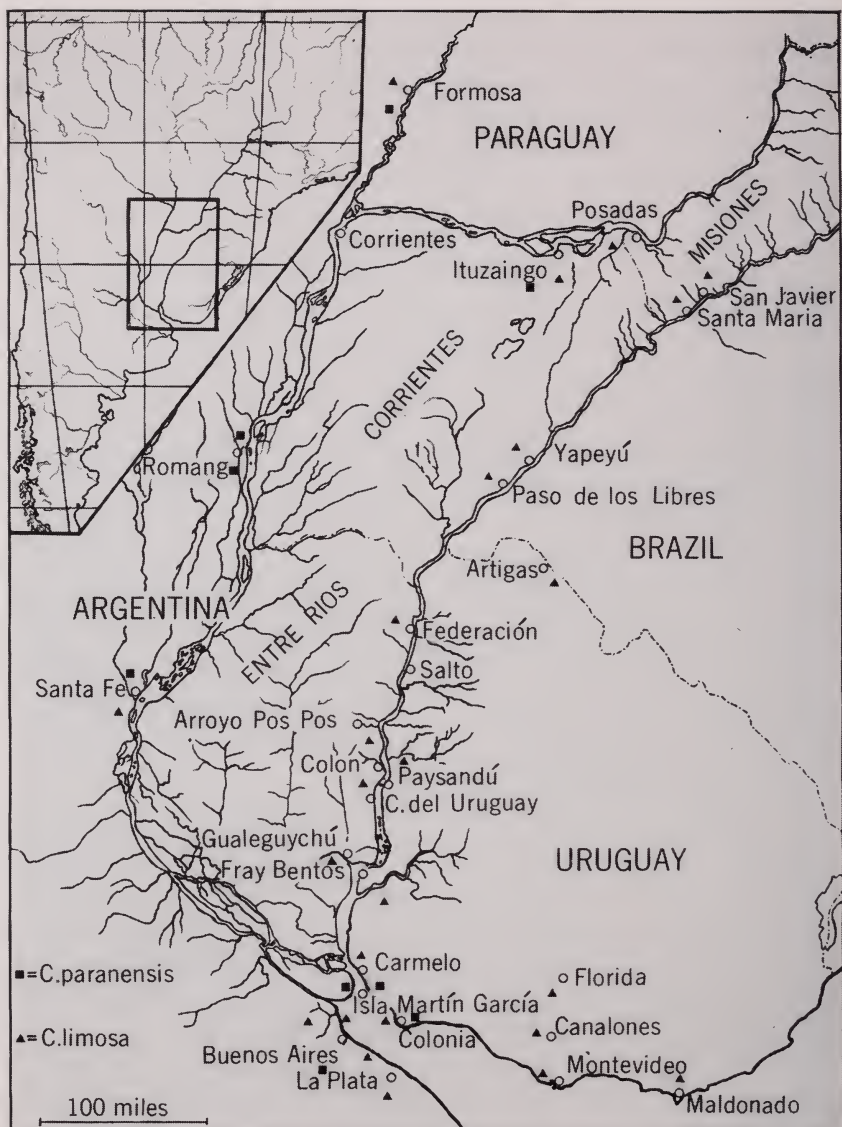 Formosa
PARAGUAY
Posadas
MISIONES
Corrientes
Ituzaingo
San Javier
Santa Maria
CORRIENTES
Romang
Yapeyú
Paso de los Libres
BRAZIL
Artigas
ARGENTINA
ENTRE RIOS
Federación
Salto
Santa Fe
Arroyo Pos Pos
Colon
Paysandú
C. del Uruguay
Gualeguychú
Fray Bentos
URUGUAY
■=C.paranensis
Carmelo
Florida
Isla Martín García
▲=C.limosa
Colonia
Canalones
Buenos Aires
Montevideo
La Plata
Maldonado
100 miles